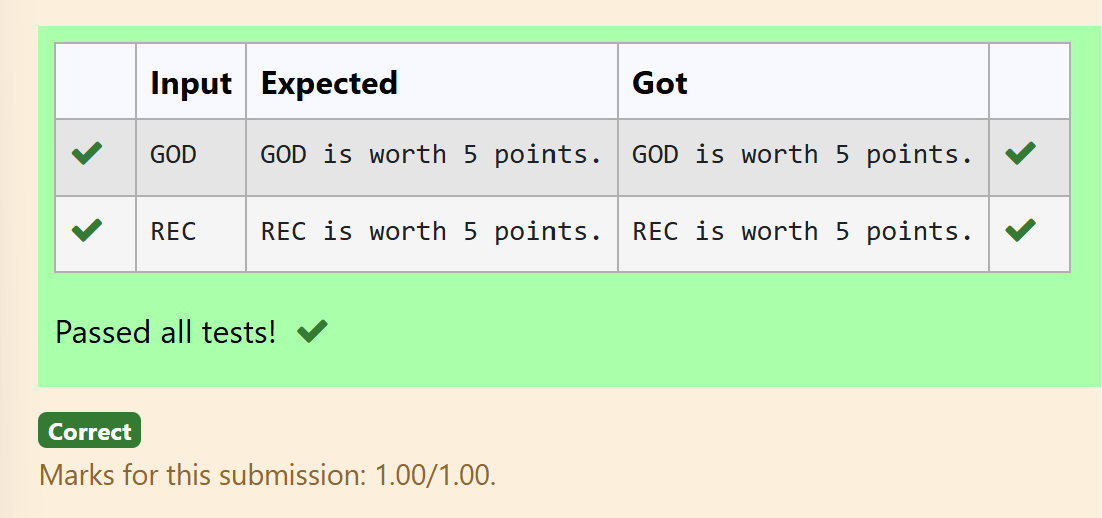 Input Expected Got
GOD GOD is worth 5 points. GOD is worth 5 points.
REC REC is worth 5 points. REC is worth 5 points.
Passed all tests!
Correct
Marks for this submission: 1.00/1.00.